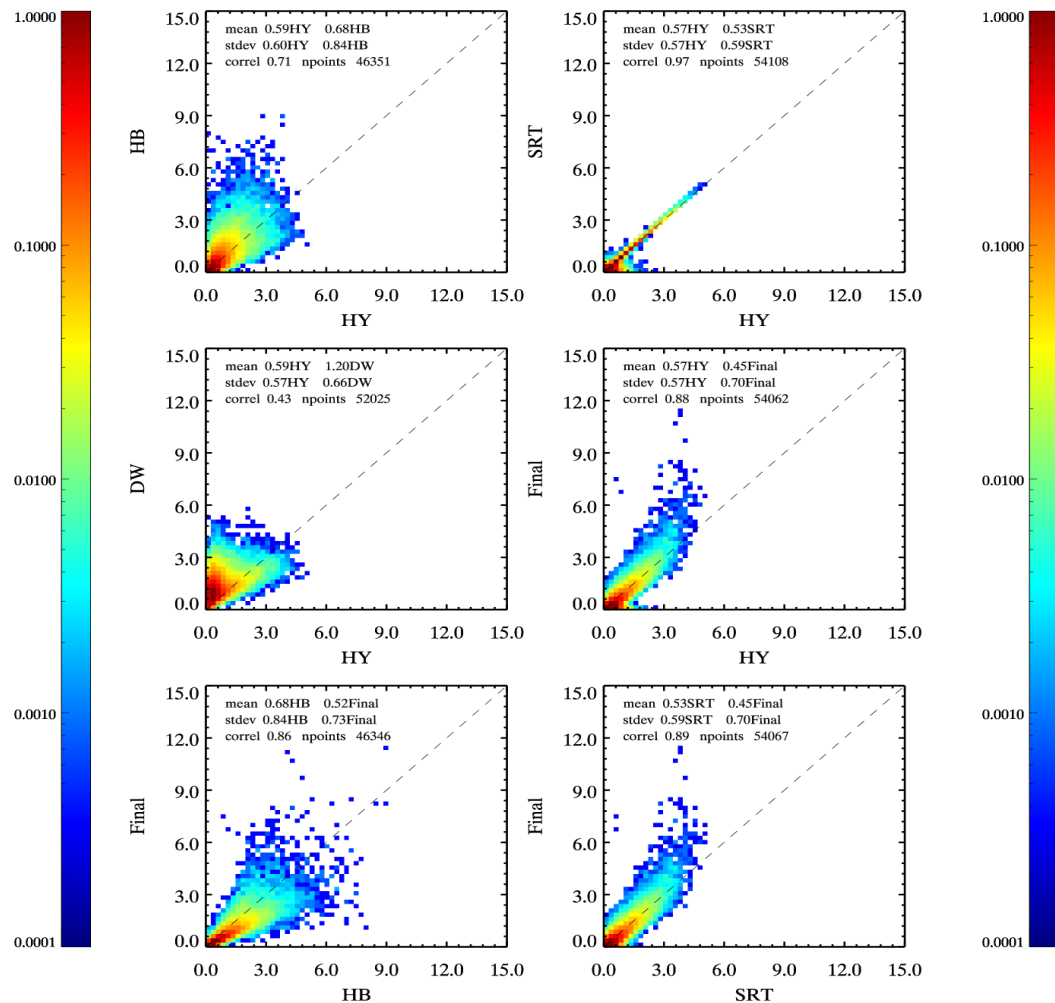 1.0000
0.1000
0.0100
0.0010
0.0001
15.0
12.0
9.0
6.0
3.0
0.0
HB
mean 0.59HY 0.68HB
stdev 0.60HY 0.84HB
correl 0.71 npoints 46351
0.0 3.0 6.0 9.0 12.0 15.0
HY
15.0
12.0
9.0
6.0
3.0
0.0
SRT
mean 0.57HY 0.53SRT
stdev 0.57HY 0.59SRT
correl 0.97 npoints 54108
0.0 3.0 6.0 9.0 12.0 15.0
HY
15.0
12.0
9.0
6.0
3.0
0.0
DW
mean 0.59HY 1.20DW
stdev 0.57HY 0.66DW
correl 0.43 npoints 52025
0.0 3.0 6.0 9.0 12.0 15.0
HY
15.0
12.0
9.0
6.0
3.0
0.0
Final
mean 0.57HY 0.45Final
stdev 0.57HY 0.70Final
correl 0.88 npoints 54062
0.0 3.0 6.0 9.0 12.0 15.0
HY
15.0
12.0
9.0
6.0
3.0
0.0
Final
mean 0.68HB 0.52Final
stdev 0.84HB 0.73Final
correl 0.86 npoints 46346
0.0 3.0 6.0 9.0 12.0 15.0
HB
15.0
12.0
9.0
6.0
3.0
0.0
Final
mean 0.53SRT 0.45Final
stdev 0.59SRT 0.70Final
correl 0.89 npoints 54067
0.0 3.0 6.0 9.0 12.0 15.0
SRT
1.0000
0.1000
0.0100
0.0010
0.0001